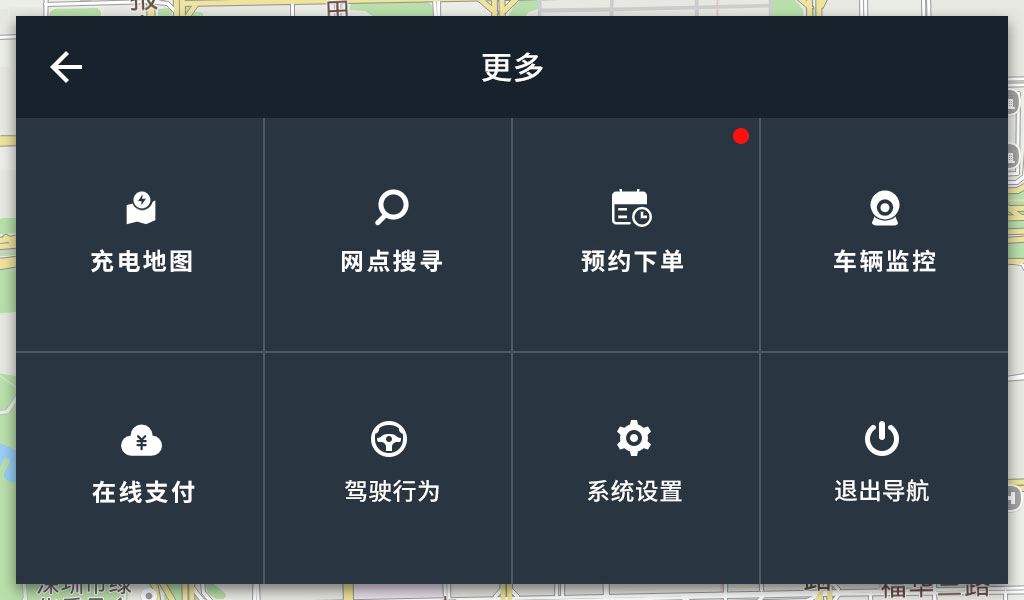 更多
充电地图
网点搜寻
预约下单
车辆监控
在线支付
驾驶行为
系统设置
退出导航